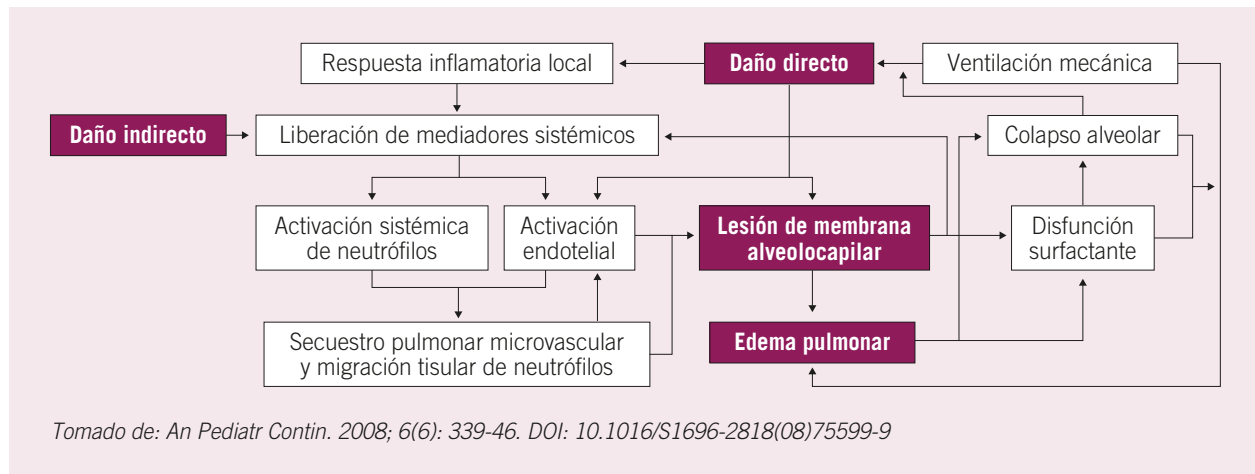 Respuesta inflamatoria local
Daño directo
Ventilación mecánica
Daño indirecto
Liberación de mediadores sistémicos
Colapso alveolar
Activación sistémica
de neutrófilos
Activación
endotelial
Lesión de membrana
alveolocapilar
Disfunción
surfactante
Secuestro pulmonar microvascular
y migración tisular de neutrófilos
Edema pulmonar
Tomado de: An Pediatr Contin. 2008; 6(6): 339-46. DOI: 10.1016/S1696-2818(08)75599-9